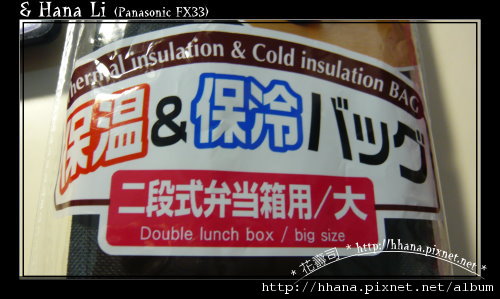 & Hana Li (Panasonic FX33)
Thermal insulation & Cold insulation BAG
保温&保冷バッグ
二段式弁当箱用/大
Double lunch box / big size
* 花壽司 * http://hhana.pixnet.net *
http://hhana.pixnet.net/album